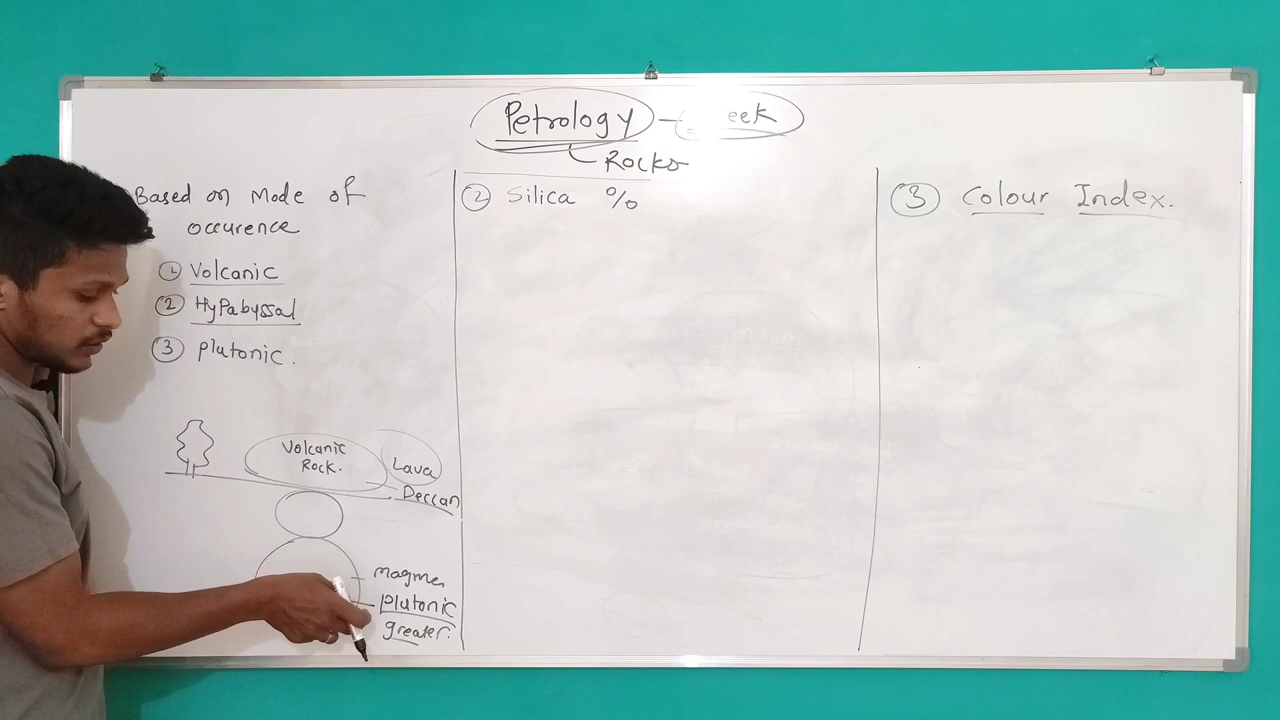 Petrology –
Rocks
Based on Mode of
occurence
1 Volcanic
2 Hypabyssal
3 plutonic.
Volcanic
Rock.
Lava
Deccan
magma
plutonic
greater.
2 Silica %
3 Colour Index.